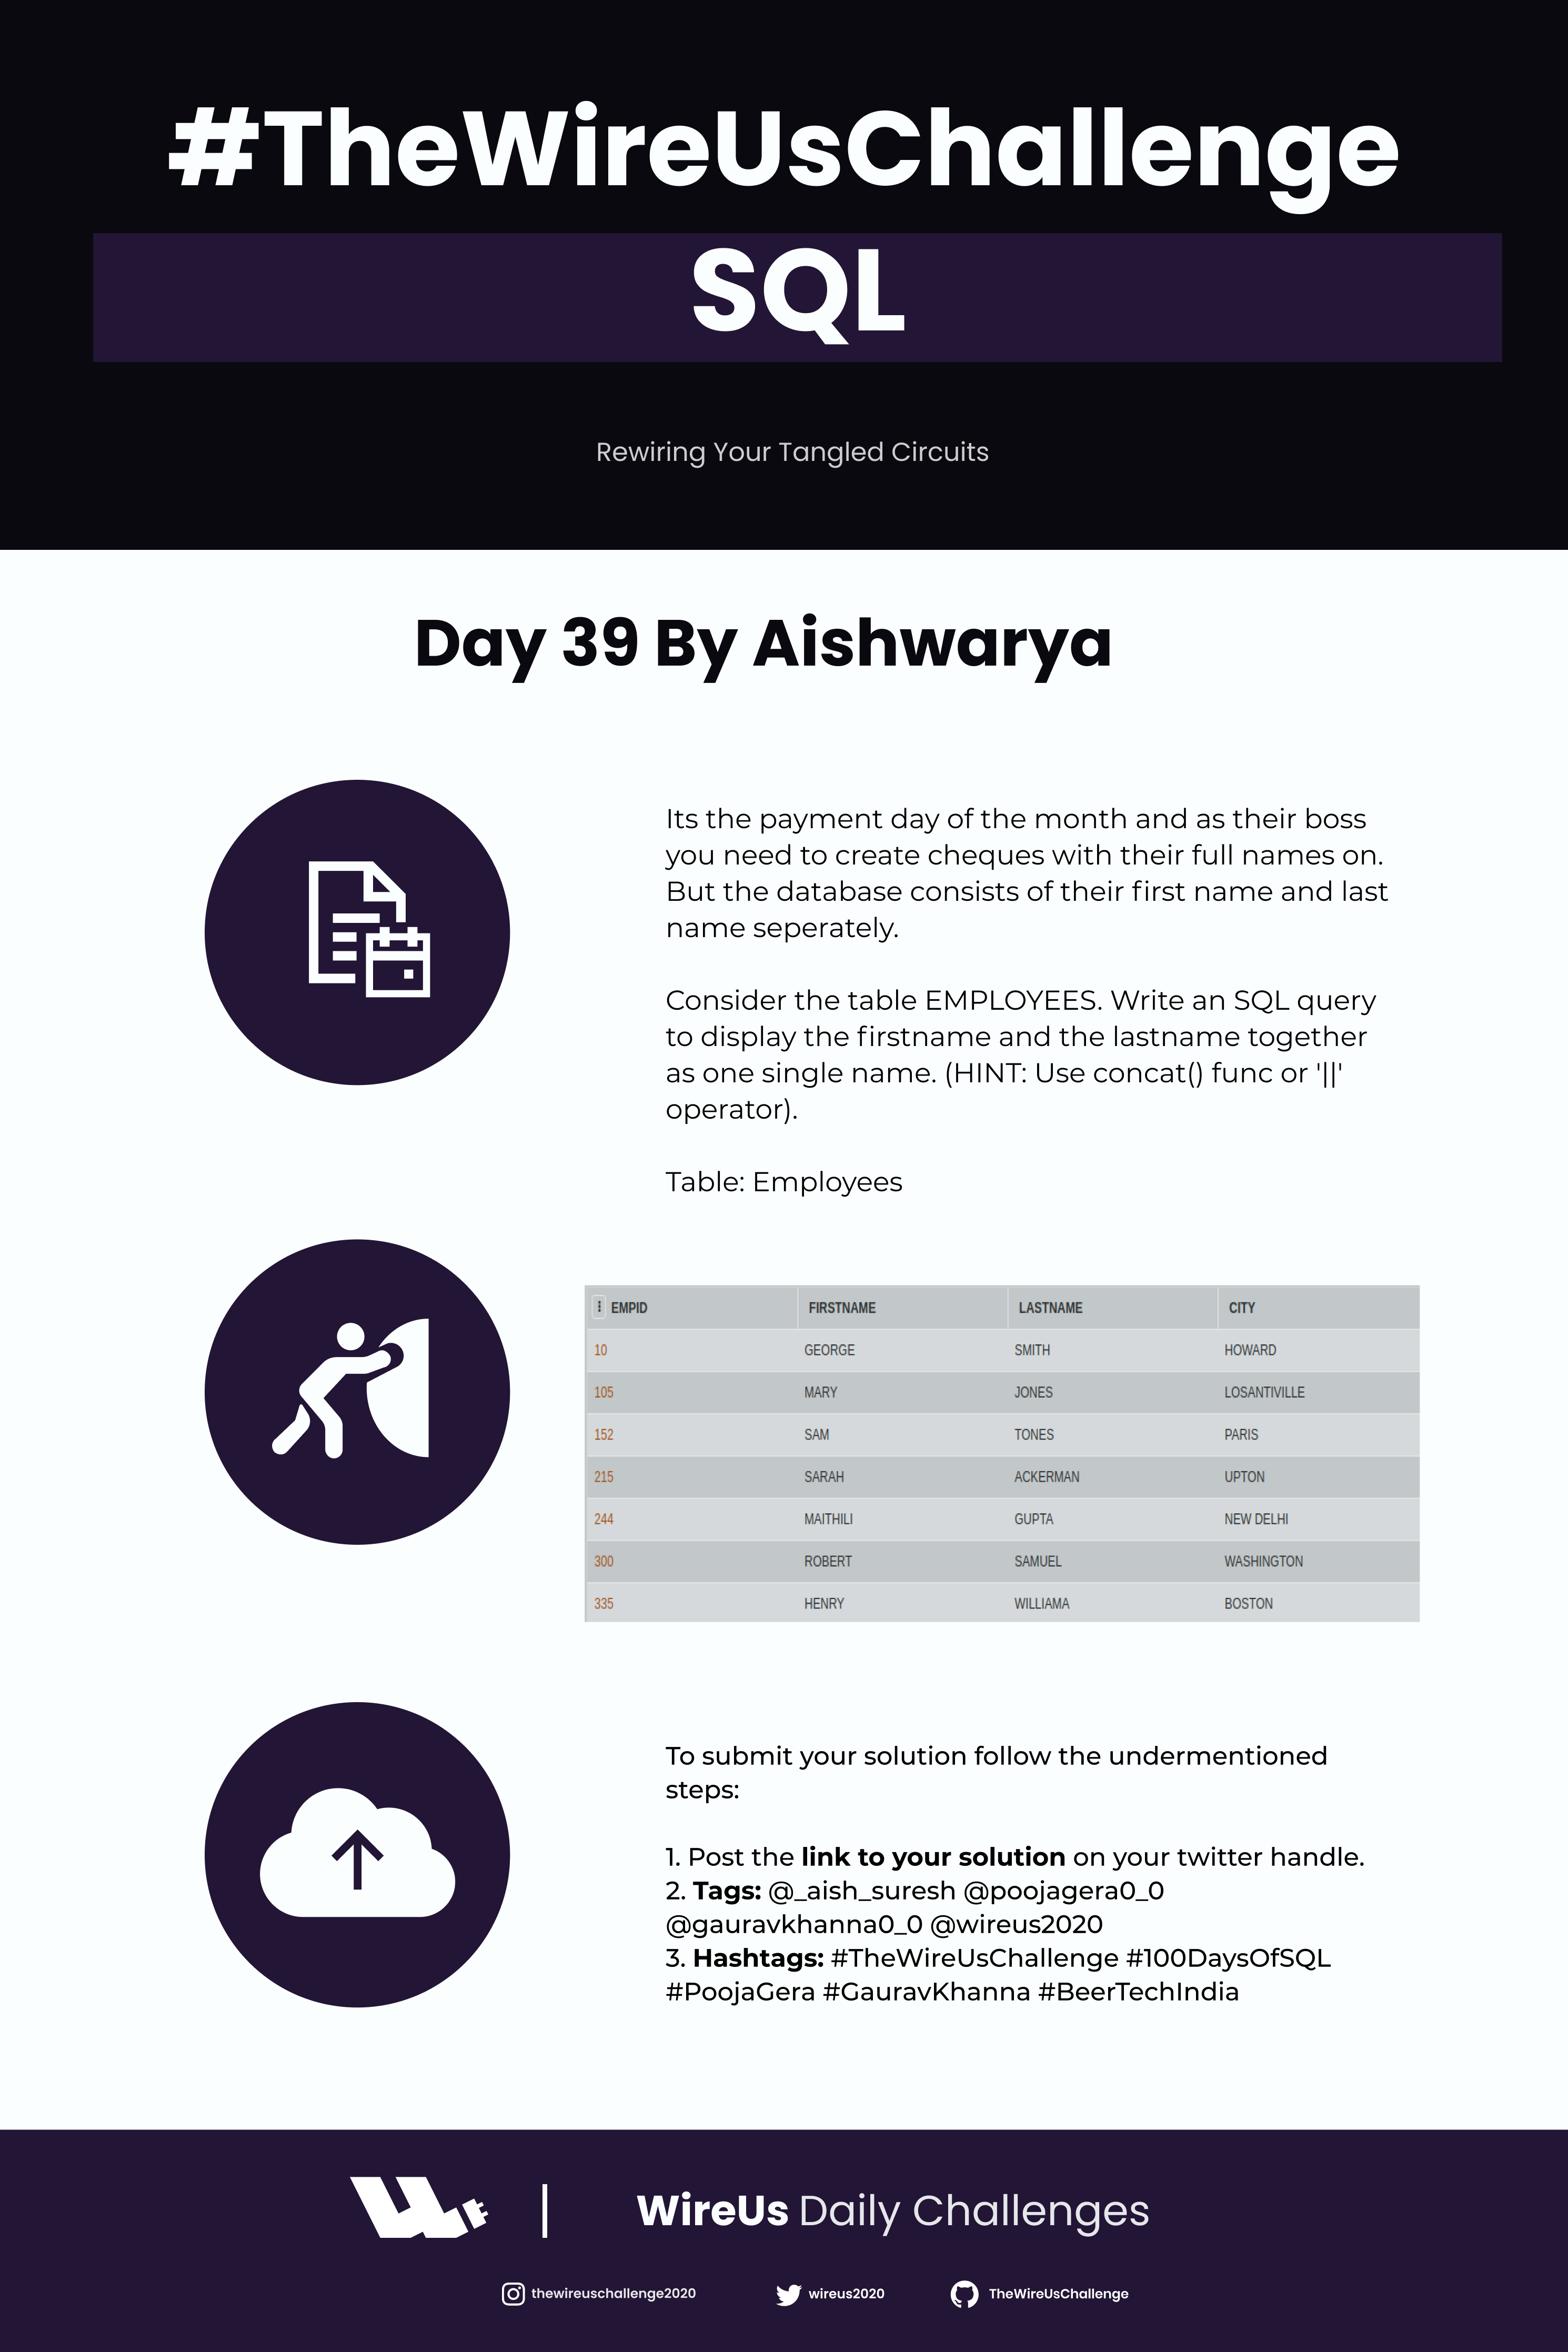 #TheWireUsChallenge
SQL
Rewiring Your Tangled Circuits
Day 39 By Aishwarya
Its the payment day of the month and as their boss
you need to create cheques with their full names on.
But the database consists of their first name and last
name seperately.
Consider the table EMPLOYEES. Write an SQL query
to display the firstname and the lastname together
as one single name. (HINT: Use concat() func or '||'
operator).
Table: Employees
EMPID FIRSTNAME LASTNAME CITY
10 GEORGE SMITH HOWARD
105 MARY JONES LOSANTIVILLE
152 SAM TONES PARIS
215 SARAH ACKERMAN UPTON
244 MAITHILI GUPTA NEW DELHI
300 ROBERT SAMUEL WASHINGTON
335 HENRY WILLIAMA BOSTON
To submit your solution follow the undermentioned
steps:
1. Post the link to your solution on your twitter handle.
2. Tags: @_aish_suresh @poojagera0_0
@gauravkhanna0_0 @wireus2020
3. Hashtags: #TheWireUsChallenge #100DaysOfSQL
#PoojaGera #GauravKhanna #BeerTechIndia
WireUs Daily Challenges
thewireuschallenge2020 wireus2020 TheWireUsChallenge